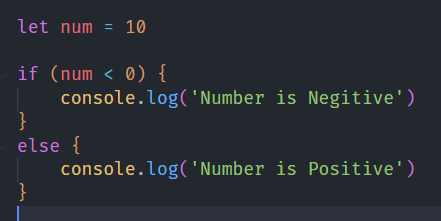 let num = 10
if (num < 0) {
console.log('Number is Negitive')
}
else {
console.log('Number is Positive')
}